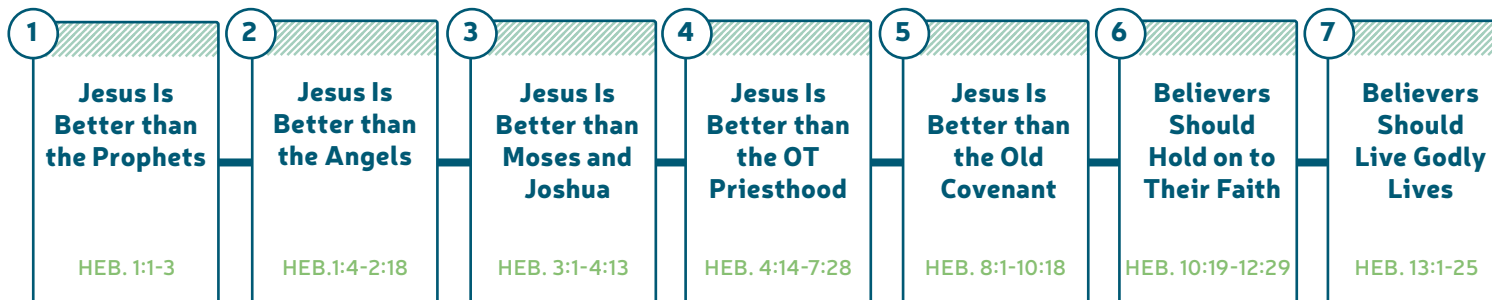 1
Jesus Is
Better than
the Prophets
HEB. 1:1-3
2
Jesus Is
Better than
the Angels
HEB.1:4-2:18
3
Jesus Is
Better than
Moses and
Joshua
HEB. 3:1-4:13
4
Jesus Is
Better than
the OT
Priesthood
HEB. 4:14-7:28
5
Jesus Is
Better than
the Old
Covenant
HEB. 8:1-10:18
6
Believers
Should
Hold on to
Their Faith
HEB. 10:19-12:29
7
Believers
Should
Live Godly
Lives
HEB. 13:1-25